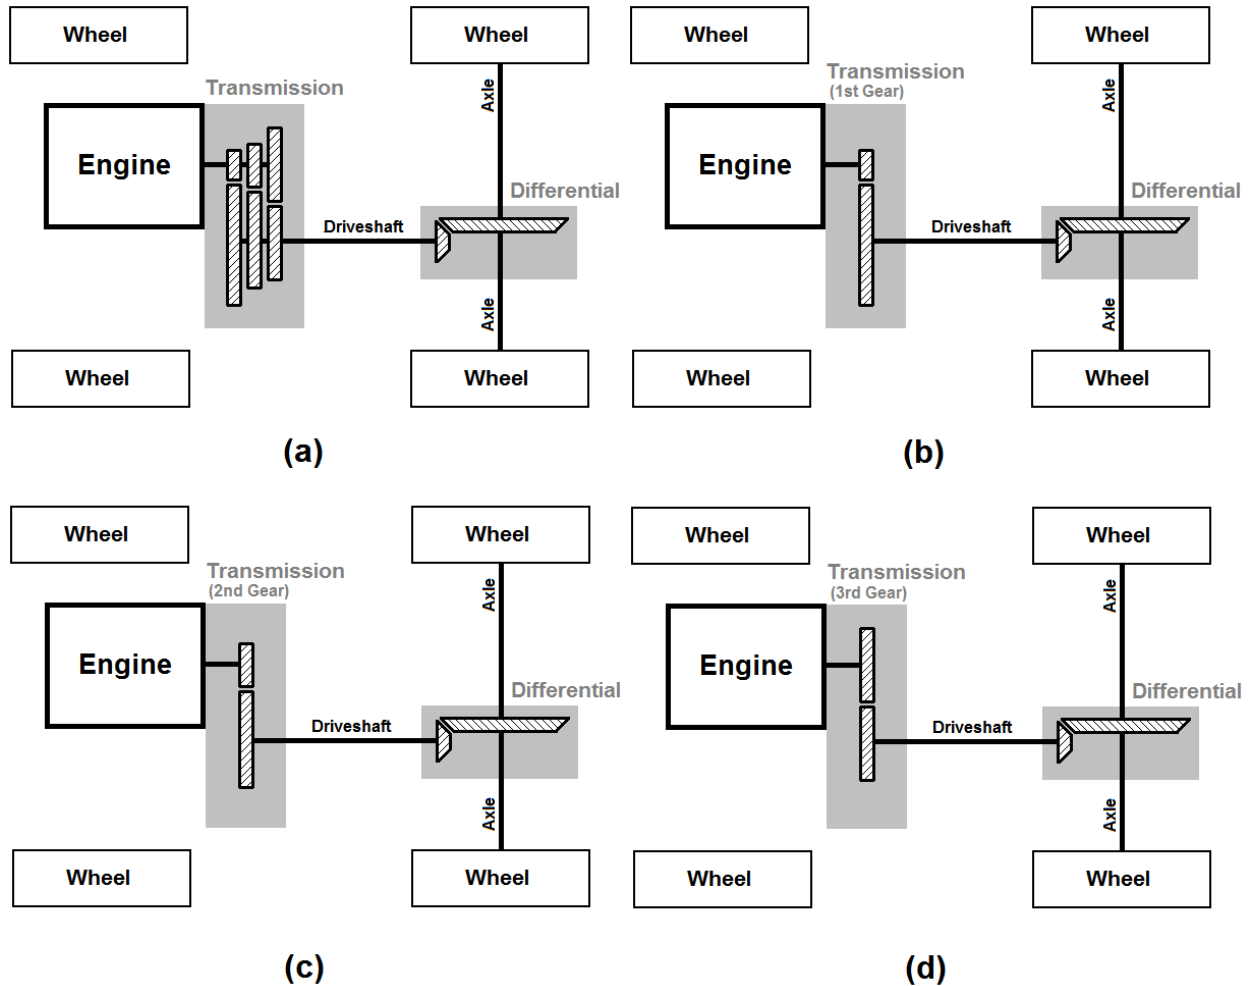 Wheel
Wheel
Transmission
Engine
Axle
Differential
Driveshaft
Axle
Wheel
Wheel
(a)
Wheel
Wheel
Transmission
(1st Gear)
Engine
Axle
Differential
Driveshaft
Axle
Wheel
Wheel
(b)
Wheel
Wheel
Transmission
(2nd Gear)
Engine
Axle
Differential
Driveshaft
Axle
Wheel
Wheel
(c)
Wheel
Wheel
Transmission
(3rd Gear)
Engine
Axle
Differential
Driveshaft
Axle
Wheel
Wheel
(d)